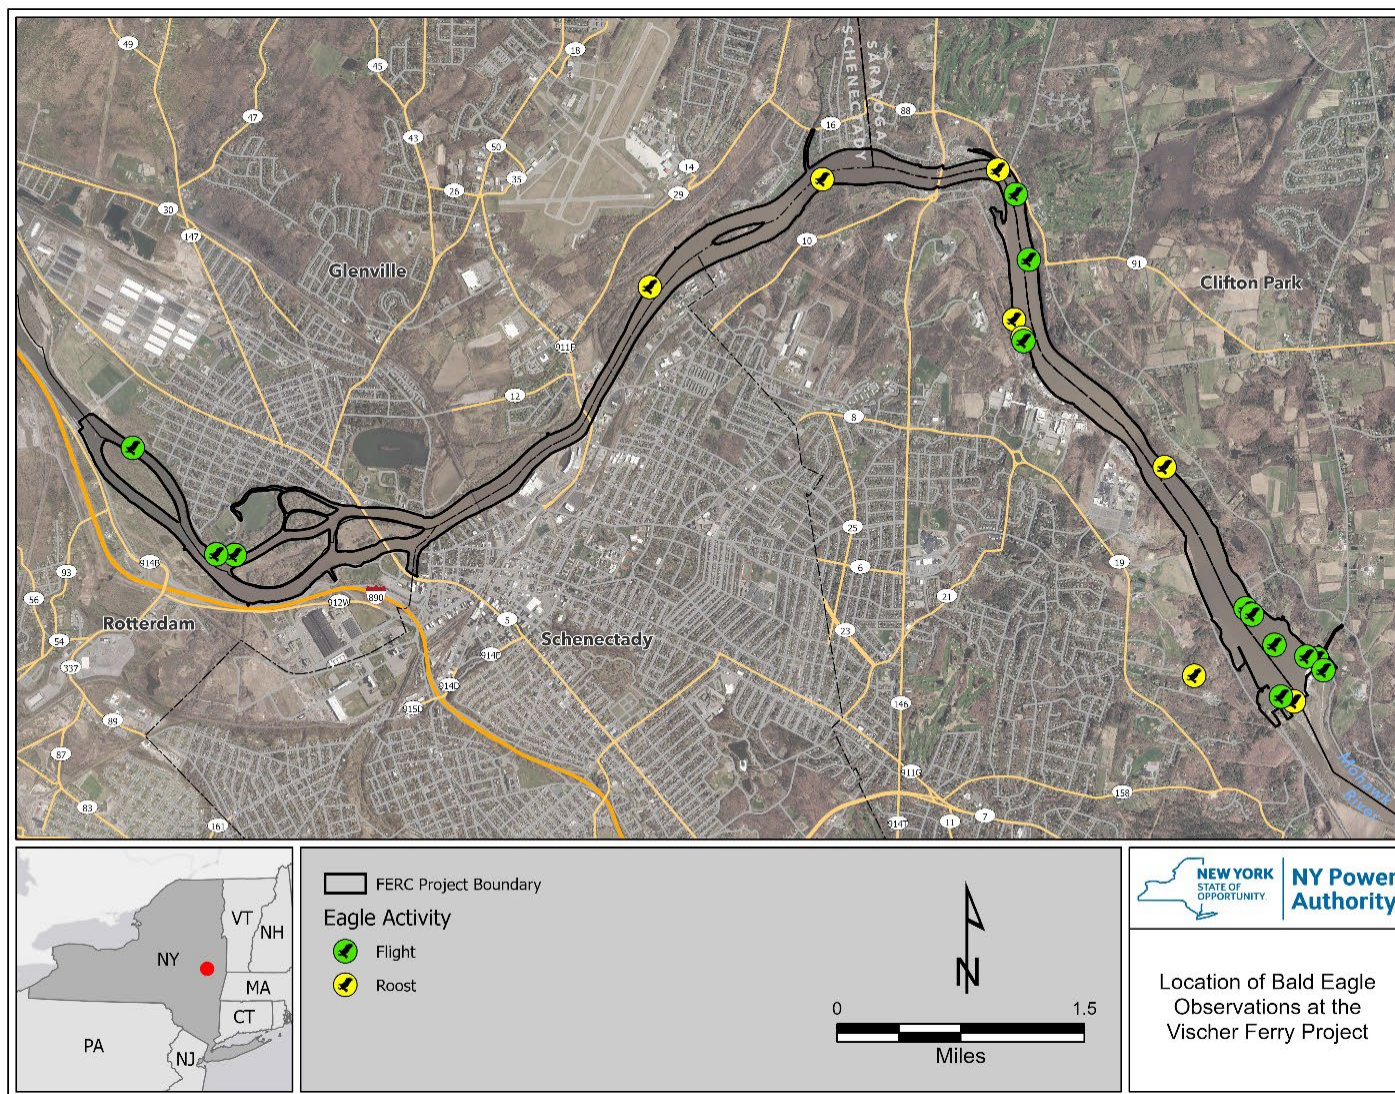 49
18
45
47
43
50
35
26
14
29
30
147
SCHENECTADY
SARATOGA
16
88
10
91
Glenville
Clifton Park
911F
12
8
25
6
21
19
23
914B
93
56
54
337
89
87
83
161
912W
890
Rotterdam
5
Schenectady
914F
914D
915D
146
911G
914T
11
7
158
Mohawk
River
NY
VT
NH
MA
CT
PA
NJ
FERC Project Boundary
Eagle Activity
Flight
Roost
N
0 1.5
Miles
NEW YORK
STATE OF
OPPORTUNITY.
NY Power
Authority
Location of Bald Eagle
Observations at the
Vischer Ferry Project